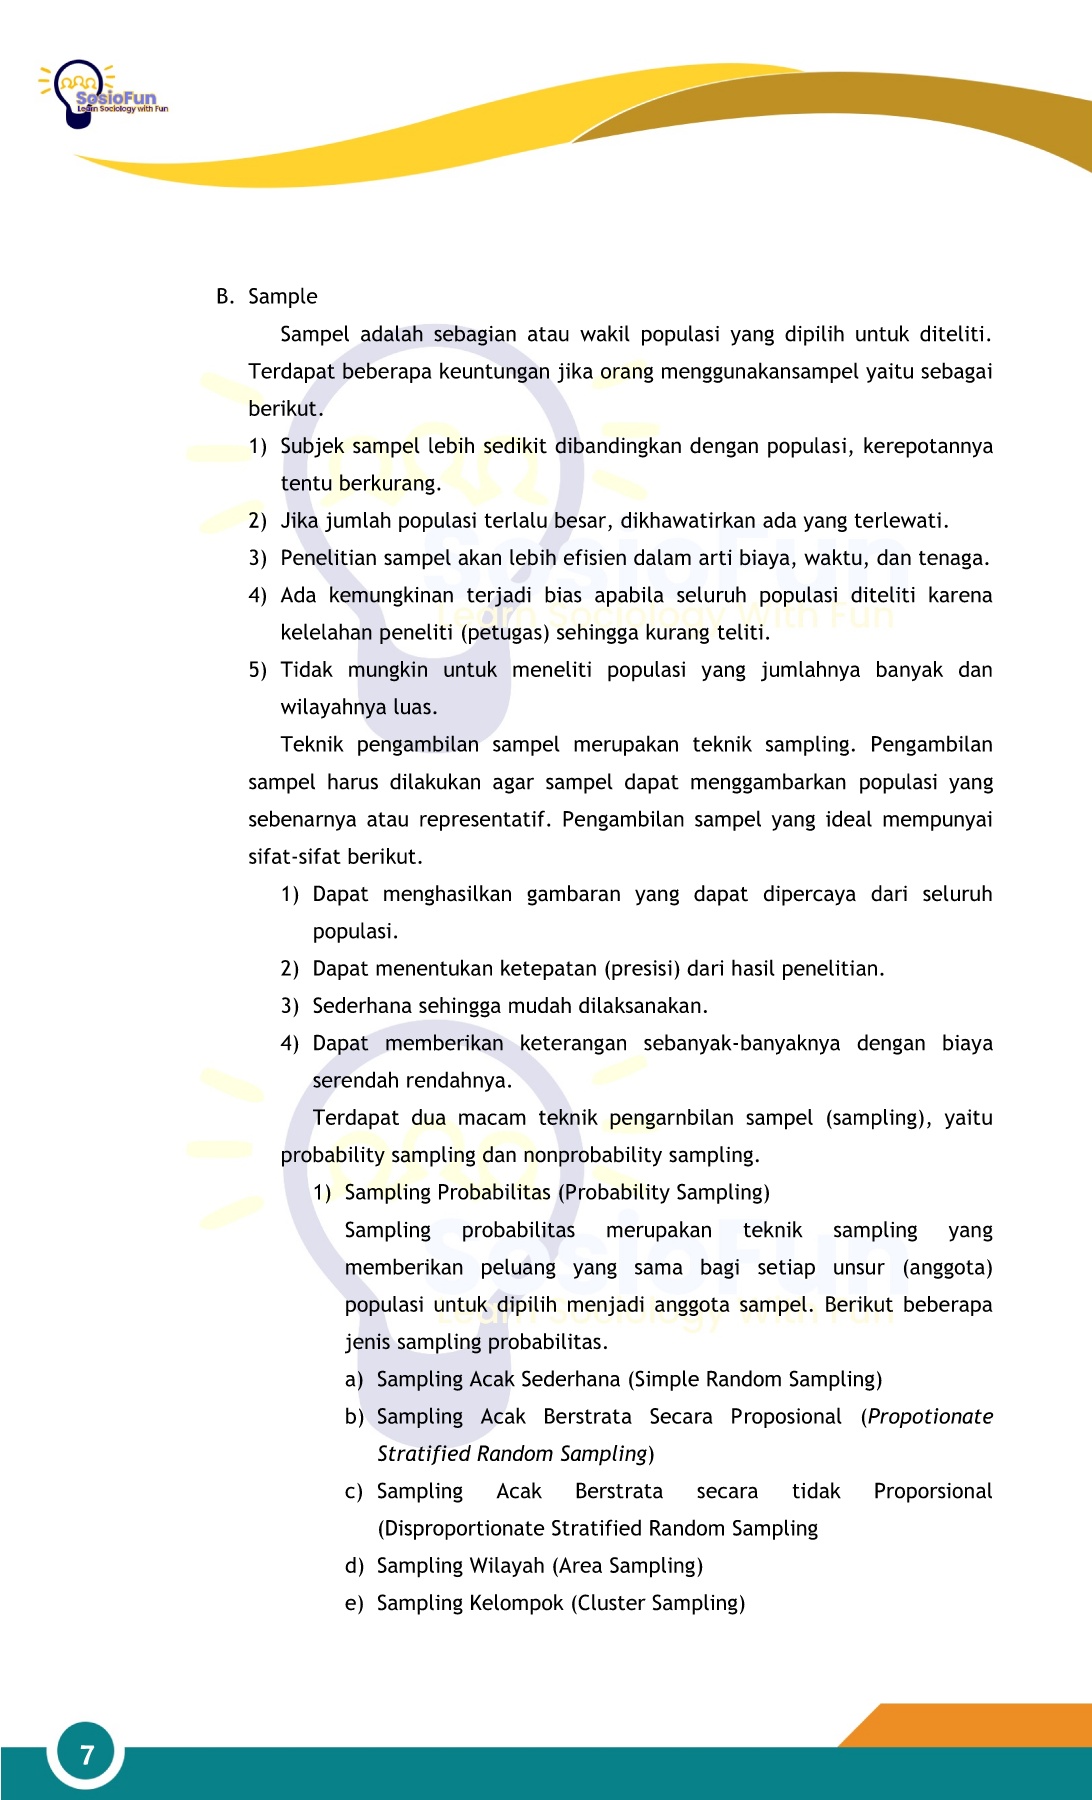 SosioFun
Learn Sociology with Fun
B. Sample
Sampel adalah sebagian atau wakil populasi yang dipilih untuk diteliti.
Terdapat beberapa keuntungan jika orang menggunakansampel yaitu sebagai
berikut.
1) Subjek sampel lebih sedikit dibandingkan dengan populasi, kerepotannya
tentu berkurang.
2) Jika jumlah populasi terlalu besar, dikhawatirkan ada yang terlewati.
3) Penelitian sampel akan lebih efisien dalam arti biaya, waktu, dan tenaga.
4) Ada kemungkinan terjadi bias apabila seluruh populasi diteliti karena
kelelahan peneliti (petugas) sehingga kurang teliti.
5) Tidak mungkin untuk meneliti populasi yang jumlahnya banyak dan
wilayahnya luas.
Teknik pengambilan sampel merupakan teknik sampling. Pengambilan
sampel harus dilakukan agar sampel dapat menggambarkan populasi yang
sebenarnya atau representatif. Pengambilan sampel yang ideal mempunyai
sifat-sifat berikut.
1) Dapat menghasilkan gambaran yang dapat dipercaya dari seluruh
populasi.
2) Dapat menentukan ketepatan (presisi) dari hasil penelitian.
3) Sederhana sehingga mudah dilaksanakan.
4) Dapat memberikan keterangan sebanyak-banyaknya dengan biaya
serendah rendahnya.
Terdapat dua macam teknik pengarnbilan sampel (sampling), yaitu
probability sampling dan nonprobability sampling.
1) Sampling Probabilitas (Probability Sampling)
Sampling probabilitas merupakan teknik sampling yang
memberikan peluang yang sama bagi setiap unsur (anggota)
populasi untuk dipilih menjadi anggota sampel. Berikut beberapa
jenis sampling probabilitas.
a) Sampling Acak Sederhana (Simple Random Sampling)
b) Sampling Acak Berstrata Secara Proposional (Propotionate
Stratified Random Sampling)
c) Sampling Acak Berstrata secara tidak Proporsional
(Disproportionate Stratified Random Sampling
d) Sampling Wilayah (Area Sampling)
e) Sampling Kelompok (Cluster Sampling)
SosioFun
Learn Sociology With Fun
SosioFun
Learn Sociology With Fun
7